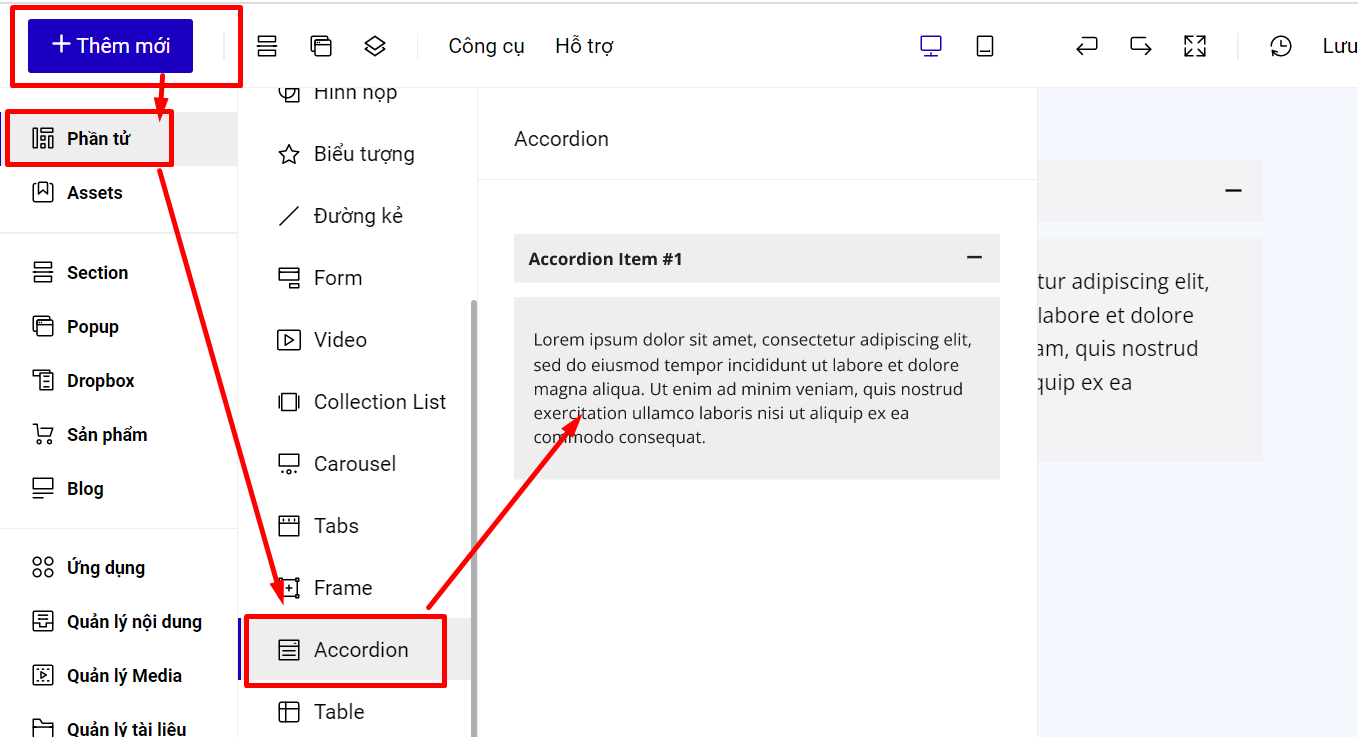 Thêm mới
Công cụ
Hỗ trợ
Lưu
Phần tử
Assets
Section
Popup
Dropbox
Sản phẩm
Blog
Ứng dụng
Quản lý nội dung
Quản lý Media
Quản lý tài liệu
Hình hộp
Biểu tượng
Đường kẻ
Form
Video
Collection List
Carousel
Tabs
Frame
Accordion
Table
Accordion
Accordion Item #1
Lorem ipsum dolor sit amet, consectetur adipiscing elit,
sed do eiusmod tempor incididunt ut labore et dolore
magna aliqua. Ut enim ad minim veniam, quis nostrud
exercitation ullamco laboris nisi ut aliquip ex ea
commodo consequat.
tur adipiscing elit,
labore et dolore
am, quis nostrud
quip ex ea